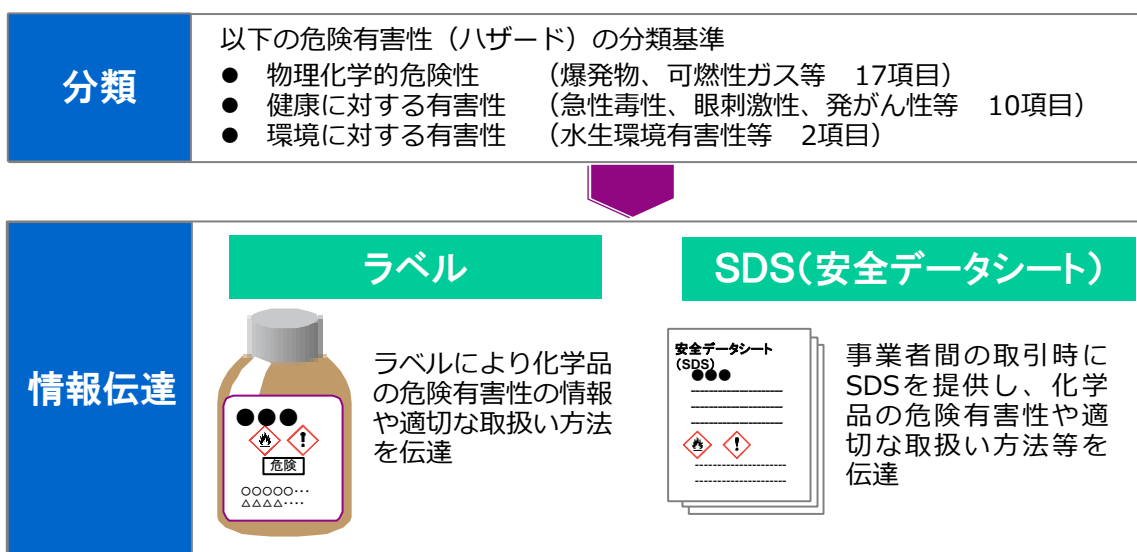 分類
以下の危険有害性（ハザード）の分類基準
● 物理化学的危険性　（爆発物、可燃性ガス等　17項目）
● 健康に対する有害性　（急性毒性、眼刺激性、発がん性等　10項目）
● 環境に対する有害性　（水生環境有害性等　2項目）
情報伝達
ラベル
●●●
危険
○○○○○…
△△△△‥‥
ラベルにより化学品
の危険有害性の情報
や適切な取扱い方法
を伝達
SDS（安全データシート）
安全データシート
（SDS）
●●●
事業者間の取引時に
SDSを提供し、化学
品の危険有害性や適
切な取扱い方法等を
伝達